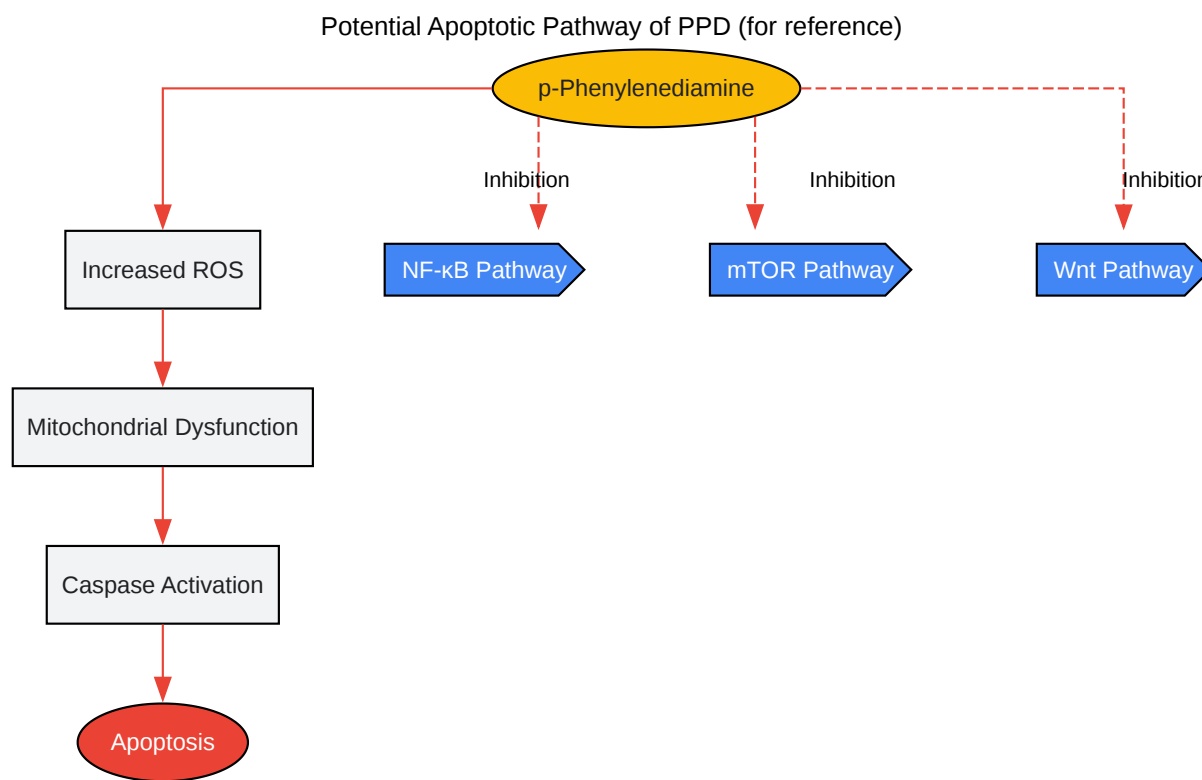 Potential Apoptotic Pathway of PPD (for reference)
p-Phenylenediamine
Inhibition
Inhibition
Inhibition
Increased ROS
NF-κB Pathway
mTOR Pathway
Wnt Pathway
Mitochondrial Dysfunction
Caspase Activation
Apoptosis